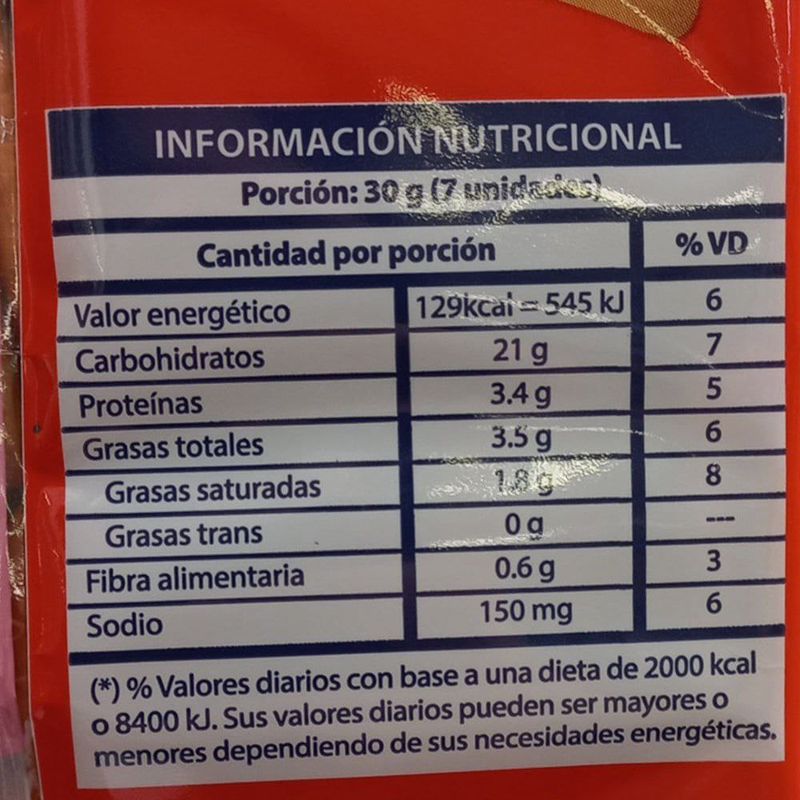 INFORMACIÓN NUTRICIONAL
Porción: 30 g (7 unidades)
Cantidad por porción % VD
Valor energético 129kcal = 545 kJ 6
Carbohidratos 21 g 7
Proteínas 3.4 g 5
Grasas totales 3.5 g 6
Grasas saturadas 1.8 g 8
Grasas trans 0 g ---
Fibra alimentaria 0.6 g 3
Sodio 150 mg 6
(*) % Valores diarios con base a una dieta de 2000 kcal
o 8400 kJ. Sus valores diarios pueden ser mayores o
menores dependiendo de sus necesidades energéticas.